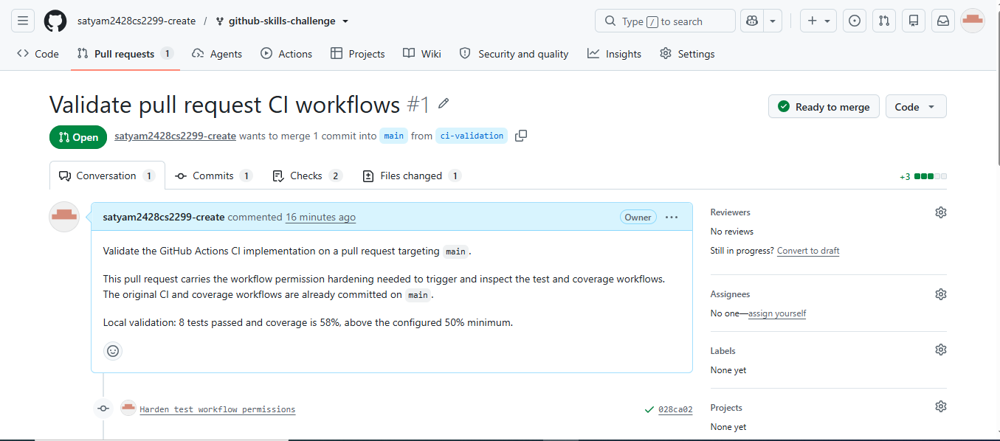 satyam2428cs2299-create / github-skills-challenge Type / to search
Code Pull requests 1 Agents Actions Projects Wiki Security and quality Insights Settings
Validate pull request CI workflows #1
Ready to merge Code
Open satyam2428cs2299-create wants to merge 1 commit into main from ci-validation
Conversation 1 Commits 1 Checks 2 Files changed 1 +3
satyam2428cs2299-create commented 16 minutes ago Owner
Validate the GitHub Actions CI implementation on a pull request targeting main.
This pull request carries the workflow permission hardening needed to trigger and inspect the test and coverage workflows.
The original CI and coverage workflows are already committed on main.
Local validation: 8 tests passed and coverage is 58%, above the configured 50% minimum.
Harden test workflow permissions 028ca02
Reviewers
No reviews
Still in progress? Convert to draft
Assignees
No one—assign yourself
Labels
None yet
Projects
None yet